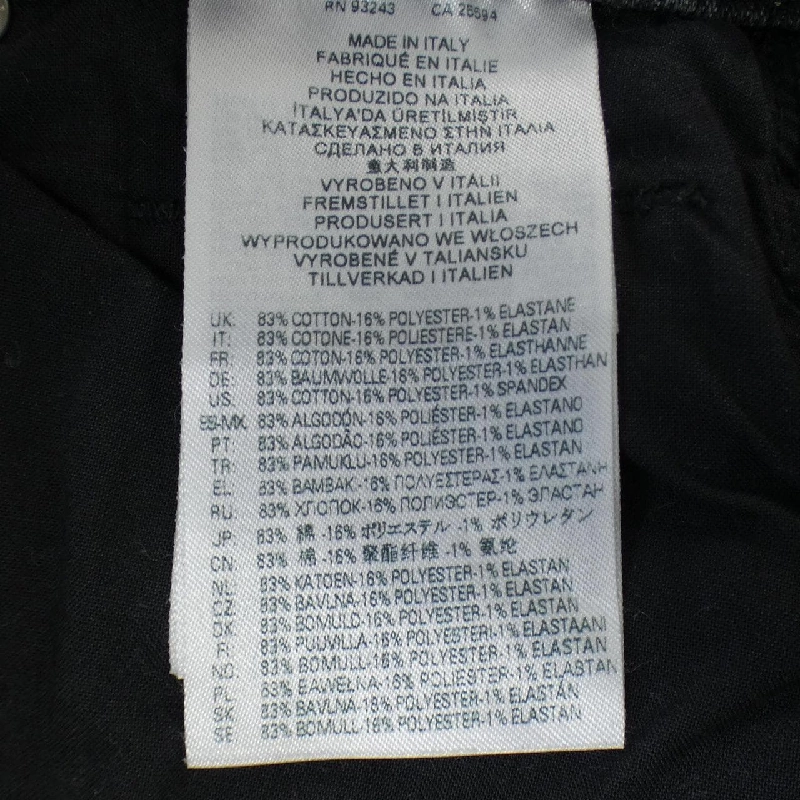 RN 93243 CA 25594
MADE IN ITALY
FABRIQUÉ EN ITALIE
HECHO EN ITALIA
PRODUZIDO NA ITALIA
İTALYA'DA ÜRETİLMİŞTİR
ΚΑΤΑΣΚΕΥΑΣΜΕΝΟ ΣΤΗΝ ΙΤΑΛΙΑ
СДЕЛАНО В ИТАЛИЯ
意大利制造
VYROBENO V ITÁLII
FREMSTILLET I ITALIEN
PRODUSERT I ITALIA
WYPRODUKOWANO WE WŁOSZECH
VYROBENÉ V TALIANSKU
TILLVERKAD I ITALIEN
UK: 83% COTTON-16% POLYESTER-1% ELASTANE
IT: 83% COTONE-16% POLIESTERE-1% ELASTAN
FR: 83% COTON-16% POLYESTER-1% ELASTHANNE
DE: 83% BAUMWOLLE-16% POLYESTER-1% ELASTHAN
US: 83% COTTON-16% POLYESTER-1% SPANDEX
ES-MX: 83% ALGODÓN-16% POLIÉSTER-1% ELASTANO
PT: 83% ALGODÃO-16% POLIÉSTER-1% ELASTANO
TR: 83% PAMUKLU-16% POLYESTER-1% ELASTAN
EL: 83% BAMBAK-16% ΠΟΛΥΕΣΤΕΡΑΣ-1% ΕΛΑΣΤΑΝΗ
RU: 83% ХЛОПОК-16% ПОЛИЭСТЕР-1% ЭЛАСТАН
JP: 83% 綿 -16% ポリエステル -1% ポリウレタン
CN: 83% 棉 -16% 聚酯纤维 -1% 氨纶
NL: 83% KATOEN-16% POLYESTER-1% ELASTAN
CZ: 83% BAVLNA-16% POLYESTER-1% ELASTAN
DK: 83% BOMULD-16% POLYESTER-1% ELASTAN
FI: 83% PUUVILLA-16% POLYESTERI-1% ELASTAANI
NO: 83% BOMULL-16% POLYESTER-1% ELASTAN
PL: 83% BAWEŁNA-16% POLIESTER-1% ELASTAN
SK: 83% BAVLNA-16% POLYESTER-1% ELASTAN
SE: 83% BOMULL-16% POLYESTER-1% ELASTAN